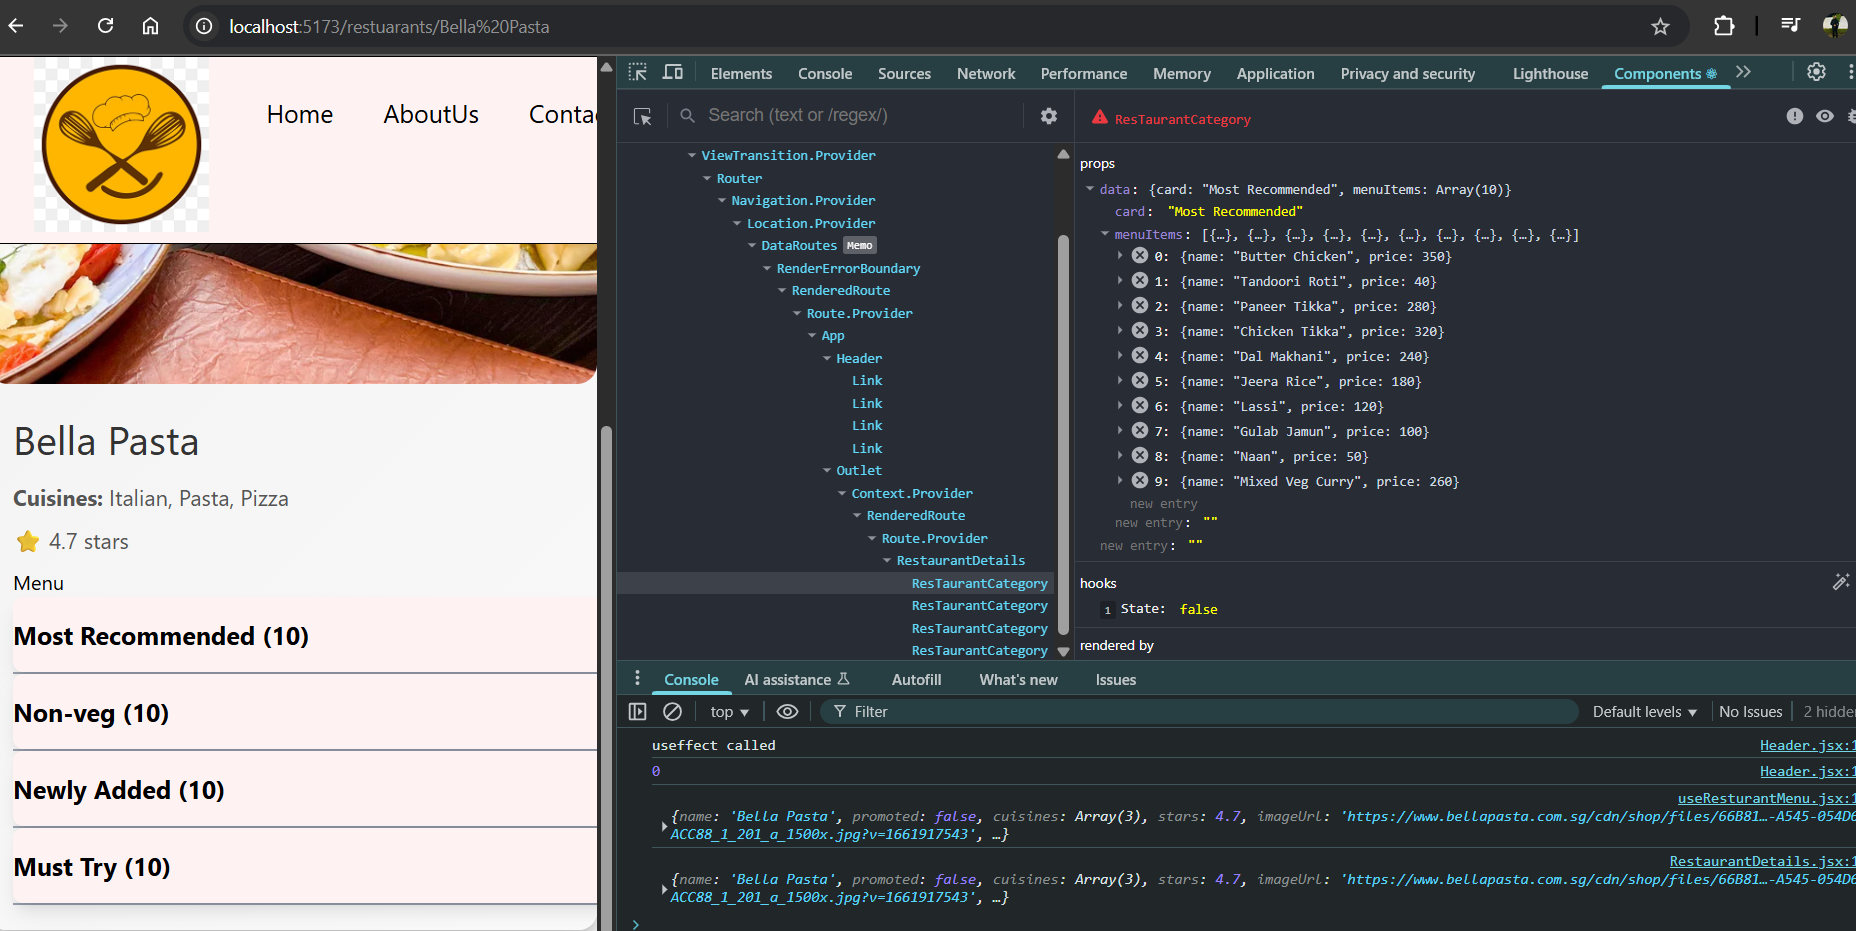 localhost:5173/restuarants/Bella%20Pasta
Home AboutUs Contac
Bella Pasta
Cuisines: Italian, Pasta, Pizza
4.7 stars
Menu
Most Recommended (10)
Non-veg (10)
Newly Added (10)
Must Try (10)
Elements Console Sources Network Performance Memory Application Privacy and security Lighthouse Components
Search (text or /regex/)
ViewTransition.Provider
Router
Navigation.Provider
Location.Provider
DataRoutes Memo
RenderErrorBoundary
RenderedRoute
Route.Provider
App
Header
Link
Link
Link
Link
Outlet
Context.Provider
RenderedRoute
Route.Provider
RestaurantDetails
ResTaurantCategory
ResTaurantCategory
ResTaurantCategory
ResTaurantCategory
ResTaurantCategory
props
data: {card: "Most Recommended", menuItems: Array(10)}
card: "Most Recommended"
menuItems: [{…}, {…}, {…}, {…}, {…}, {…}, {…}, {…}, {…}, {…}]
0: {name: "Butter Chicken", price: 350}
1: {name: "Tandoori Roti", price: 40}
2: {name: "Paneer Tikka", price: 280}
3: {name: "Chicken Tikka", price: 320}
4: {name: "Dal Makhani", price: 240}
5: {name: "Jeera Rice", price: 180}
6: {name: "Lassi", price: 120}
7: {name: "Gulab Jamun", price: 100}
8: {name: "Naan", price: 50}
9: {name: "Mixed Veg Curry", price: 260}
new entry
new entry: ""
new entry: ""
hooks
1 State: false
rendered by
Console AI assistance Autofill What's new Issues
top Filter Default levels No Issues 2 hidde
useffect called Header.jsx:1
0 Header.jsx:1
useResturantMenu.jsx:1
{name: 'Bella Pasta', promoted: false, cuisines: Array(3), stars: 4.7, imageUrl: 'https://www.bellapasta.com.sg/cdn/shop/files/66B81…-A545-054D6
ACC88_1_201_a_1500x.jpg?v=1661917543', …}
RestaurantDetails.jsx:1
{name: 'Bella Pasta', promoted: false, cuisines: Array(3), stars: 4.7, imageUrl: 'https://www.bellapasta.com.sg/cdn/shop/files/66B81…-A545-054D6
ACC88_1_201_a_1500x.jpg?v=1661917543', …}